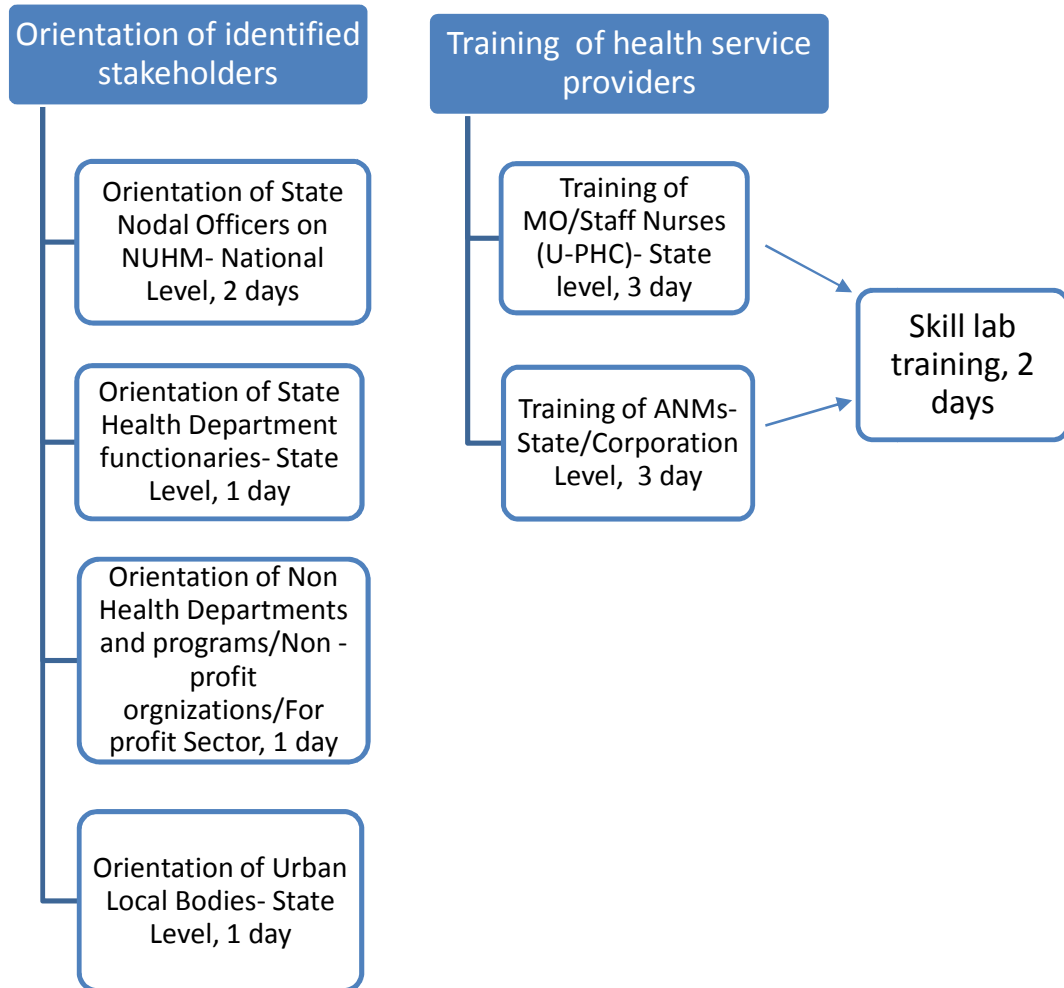 Orientation of identified
stakeholders
Orientation of State
Nodal Officers on
NUHM- National
Level, 2 days
Orientation of State
Health Department
functionaries- State
Level, 1 day
Orientation of Non
Health Departments
and programs/Non -
profit
orgnizations/For
profit Sector, 1 day
Orientation of Urban
Local Bodies- State
Level, 1 day
Training  of health service
providers
Training of
MO/Staff Nurses
(U-PHC)- State
level, 3 day
Training of ANMs-
State/Corporation
Level,  3 day
Skill lab
training, 2
days